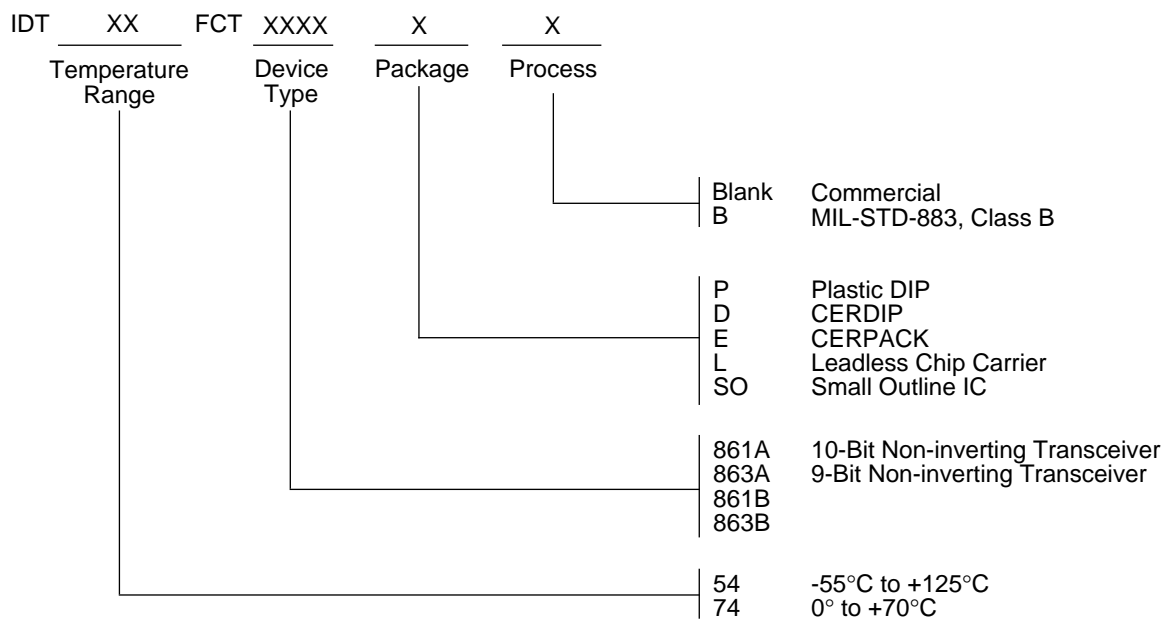 IDT XX FCT XXXX X X
Temperature Range
Device Type
Package
Process
Blank Commercial
B MIL-STD-883, Class B
P Plastic DIP
D CERDIP
E CERPACK
L Leadless Chip Carrier
SO Small Outline IC
861A 10-Bit Non-inverting Transceiver
863A 9-Bit Non-inverting Transceiver
861B
863B
54 -55°C to +125°C
74 0° to +70°C